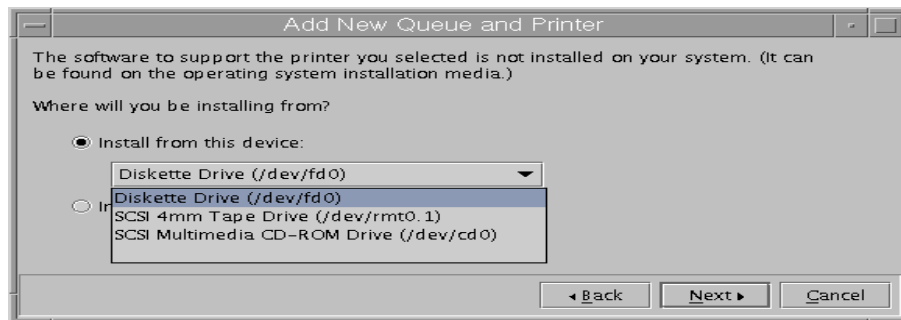 Add New Queue and Printer
The software to support the printer you selected is not installed on your system. (It can
be found on the operating system installation media.)
Where will you be installing from?
Install from this device:
Diskette Drive (/dev/fd0)
Diskette Drive (/dev/fd0)
SCSI 4mm Tape Drive (/dev/rmt0.1)
SCSI Multimedia CD-ROM Drive (/dev/cd0)
Back Next Cancel